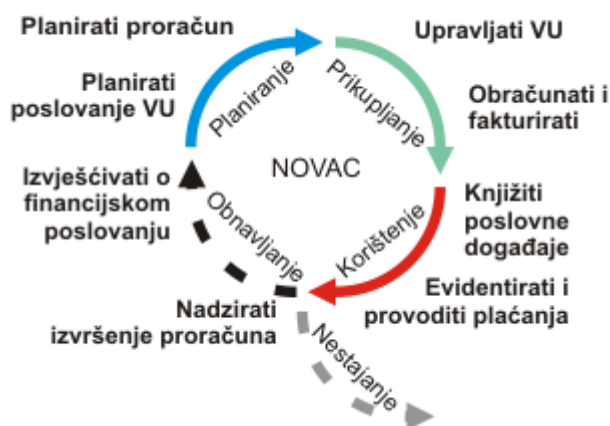 Planirati proračun
Upravljati VU
Planirati
poslovanje VU
Planiranje
Prikupljanje
Obračunati i
fakturirati
NOVAC
Izvješćivati o
financijskom
poslovanju
Obnavljanje
Korištenje
Knjižiti
poslovne
događaje
Nadzirati
izvršenje proračuna
Evidentirati i
provoditi plaćanja
Nestajanje